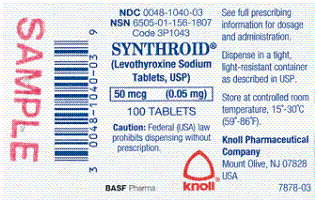 SAMPLE
3 0048-1040-03 9
NDC 0048-1040-03
NSN 6505-01-156-1807
Code 3P1043
SYNTHROID®
(Levothyroxine Sodium
Tablets, USP)
50 mcg (0.05 mg)
100 TABLETS
Caution: Federal (USA) law
prohibits dispensing without
prescription.
BASF Pharma
knoll
See full prescribing
information for dosage
and administration.
Dispense in a tight,
light-resistant container
as described in USP.
Store at controlled room
temperature, 15°-30°C
(59°-86°F).
Knoll Pharmaceutical
Company
Mount Olive, NJ 07828
USA
7878-03